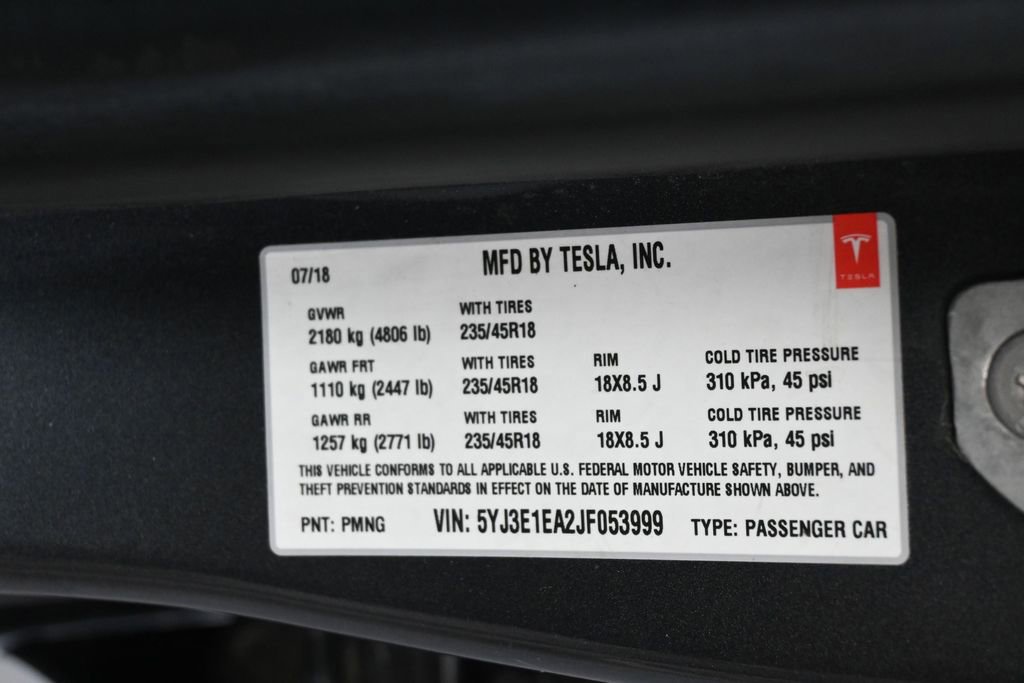 07/18
MFD BY TESLA, INC.
TESLA
GVWR WITH TIRES
2180 kg (4806 lb) 235/45R18
GAWR FRT WITH TIRES RIM COLD TIRE PRESSURE
1110 kg (2447 lb) 235/45R18 18X8.5 J 310 kPa, 45 psi
GAWR RR WITH TIRES RIM COLD TIRE PRESSURE
1257 kg (2771 lb) 235/45R18 18X8.5 J 310 kPa, 45 psi
THIS VEHICLE CONFORMS TO ALL APPLICABLE U.S. FEDERAL MOTOR VEHICLE SAFETY, BUMPER, AND
THEFT PREVENTION STANDARDS IN EFFECT ON THE DATE OF MANUFACTURE SHOWN ABOVE.
PNT: PMNG VIN: 5YJ3E1EA2JF053999 TYPE: PASSENGER CAR